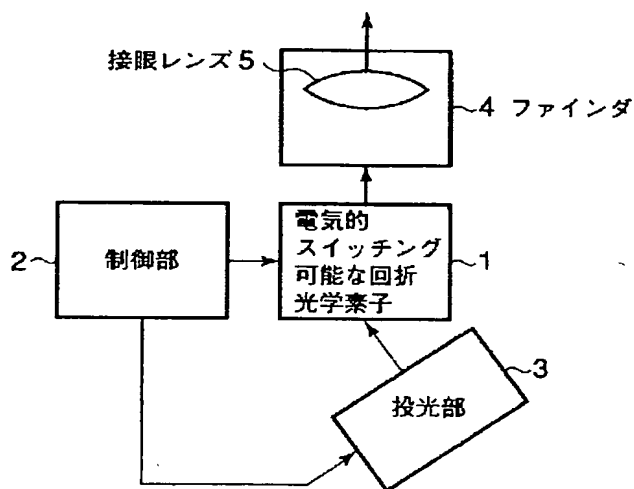 接眼レンズ5
4 ファインダ
電気的
スイッチング
可能な回折
光学素子
1
2
制御部
3
投光部